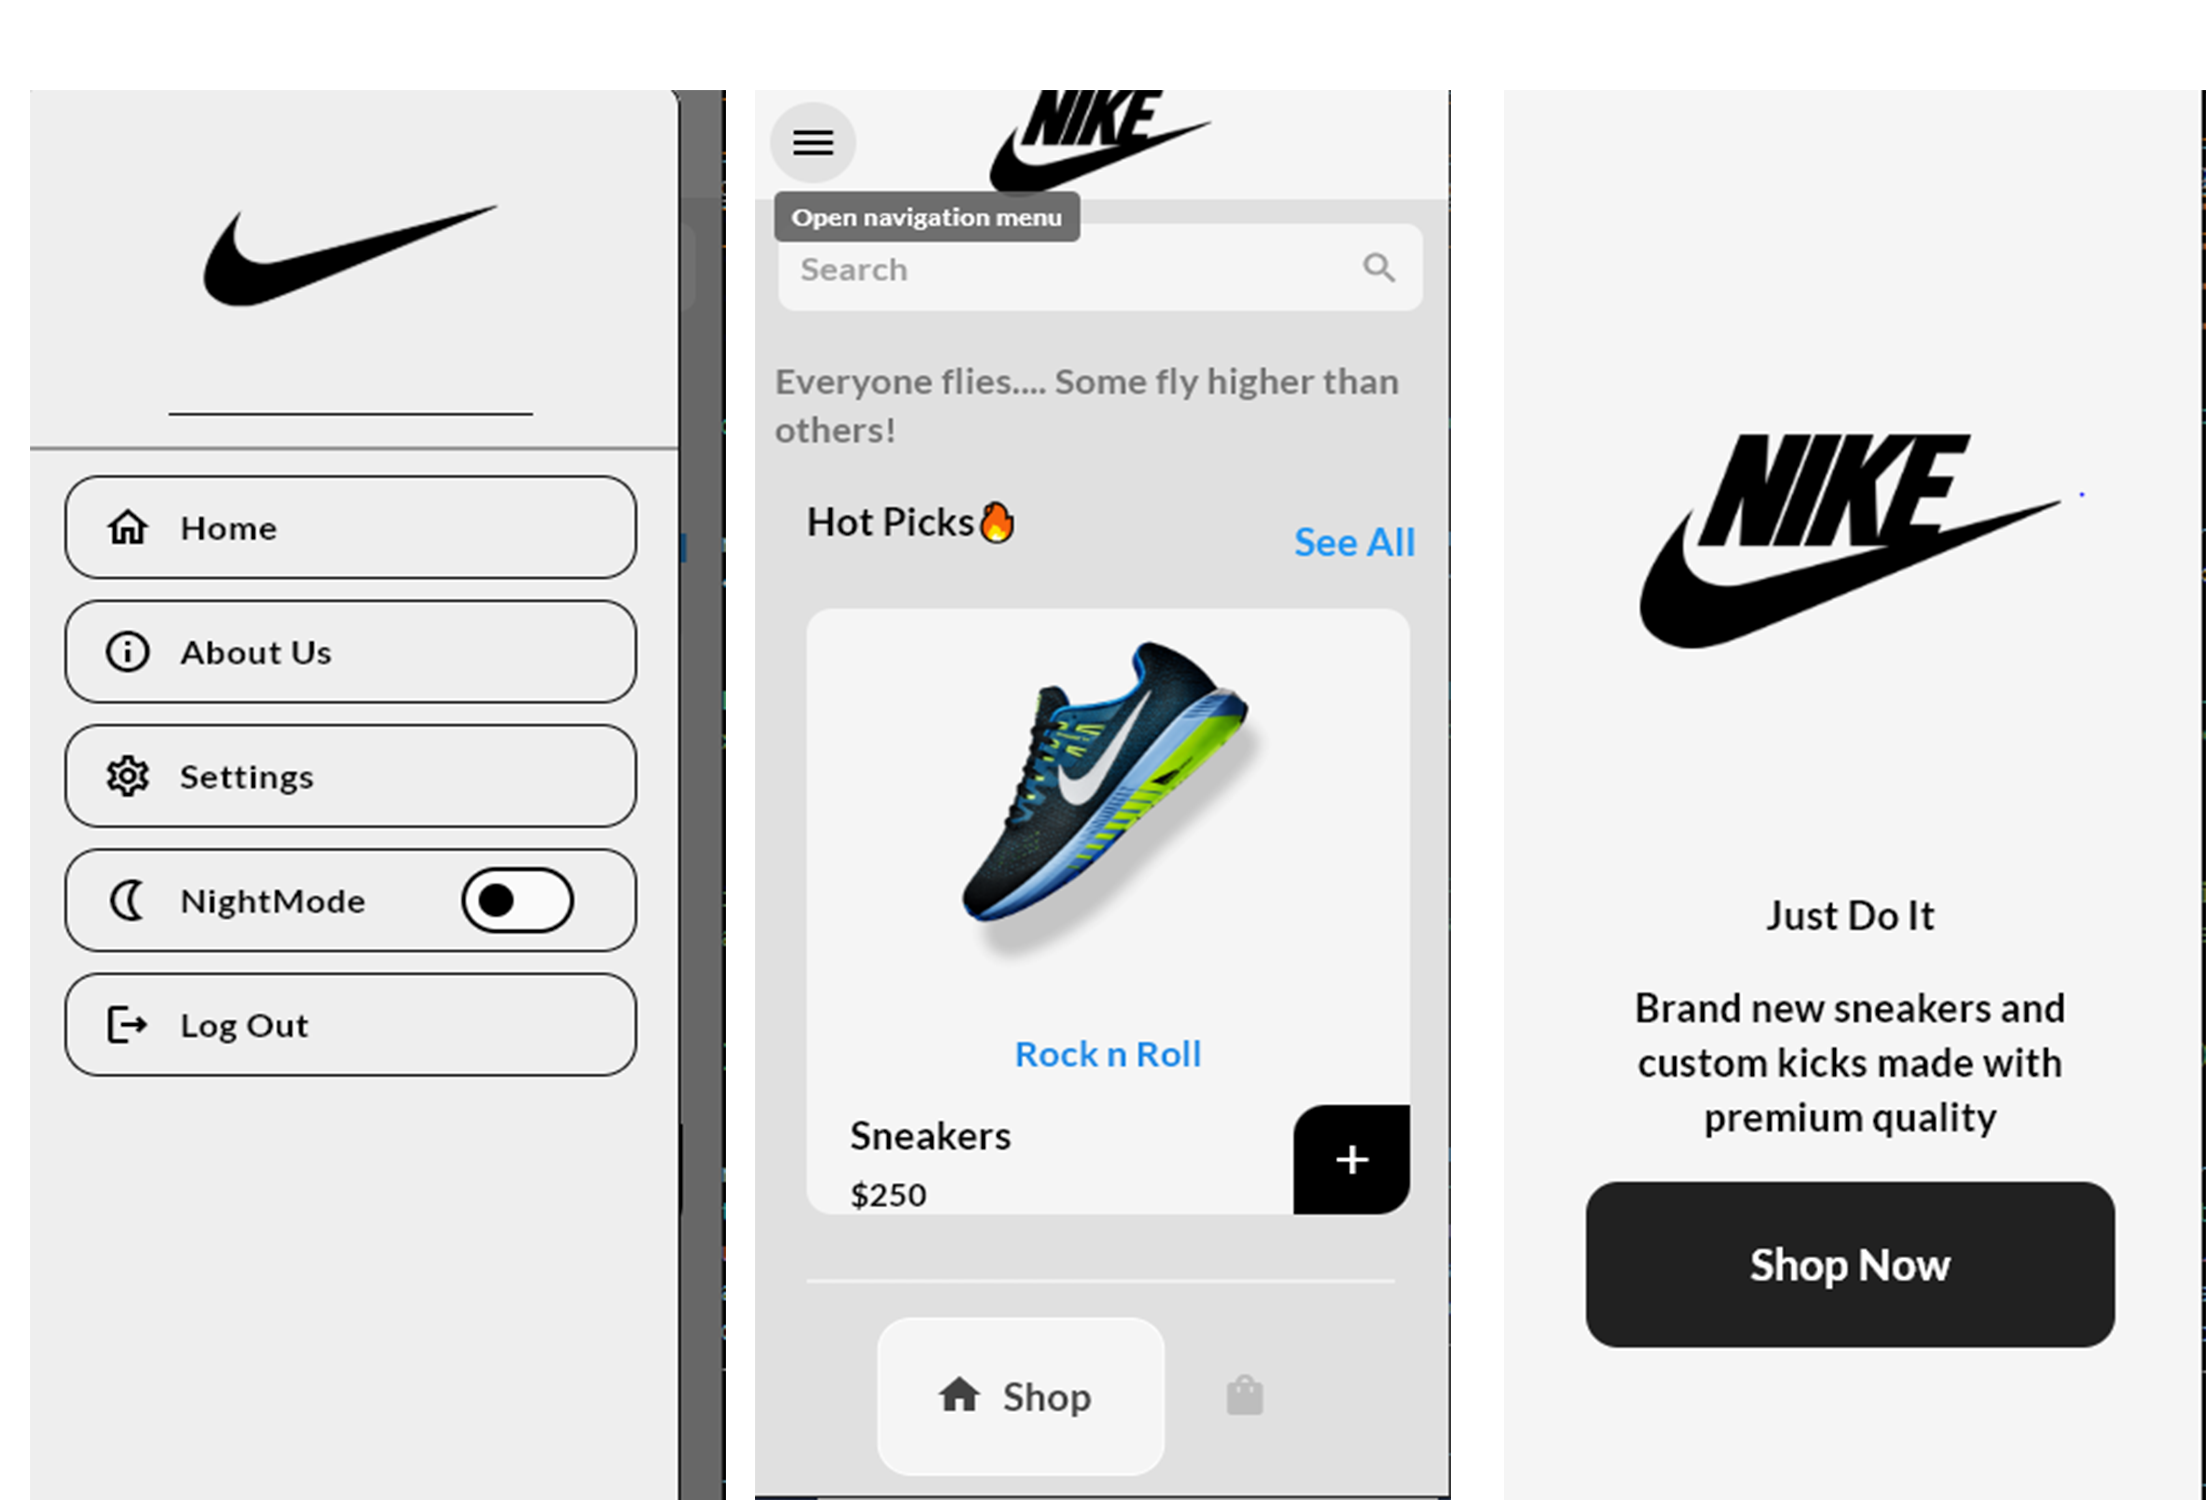 Home
About Us
Settings
NightMode
Log Out
NIKE
Open navigation menu
Search
Everyone flies.... Some fly higher than
others!
Hot Picks🔥
See All
Rock n Roll
Sneakers
$250
+
Shop
NIKE
Just Do It
Brand new sneakers and
custom kicks made with
premium quality
Shop Now